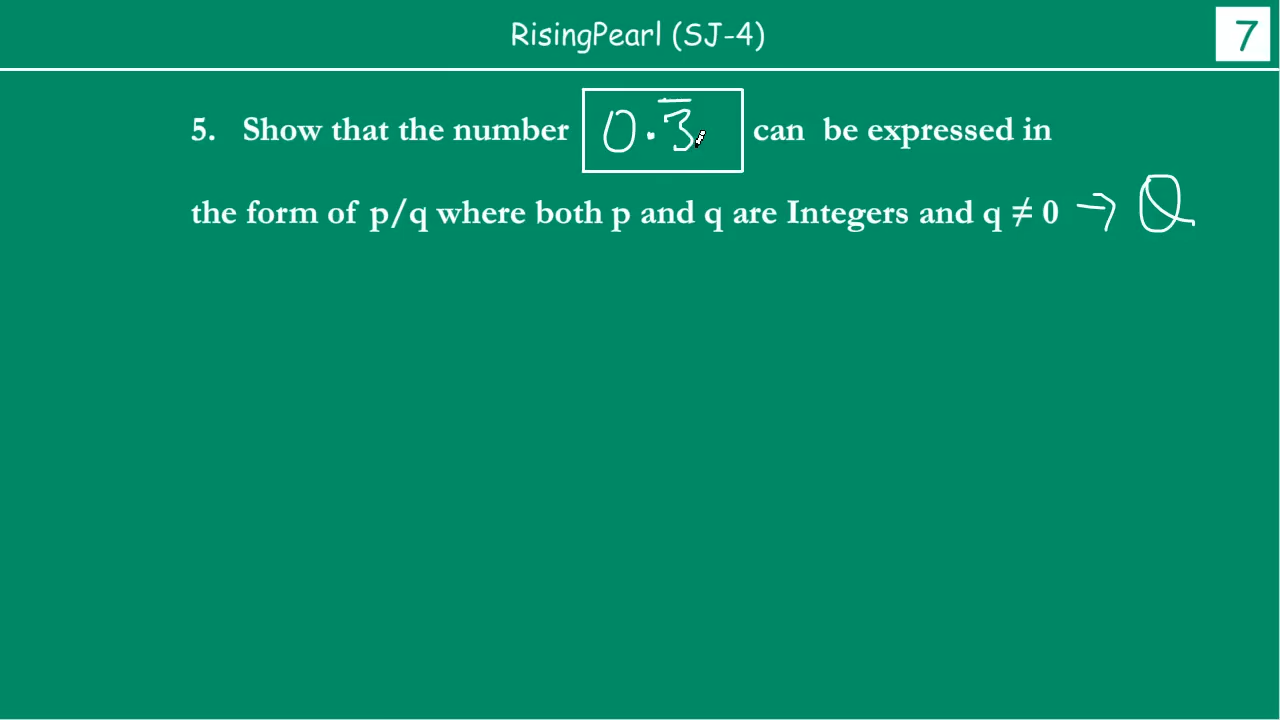 RisingPearl (SJ-4)
7
5. Show that the number 0.3̅ can be expressed in
the form of p/q where both p and q are Integers and q ≠ 0 → Q